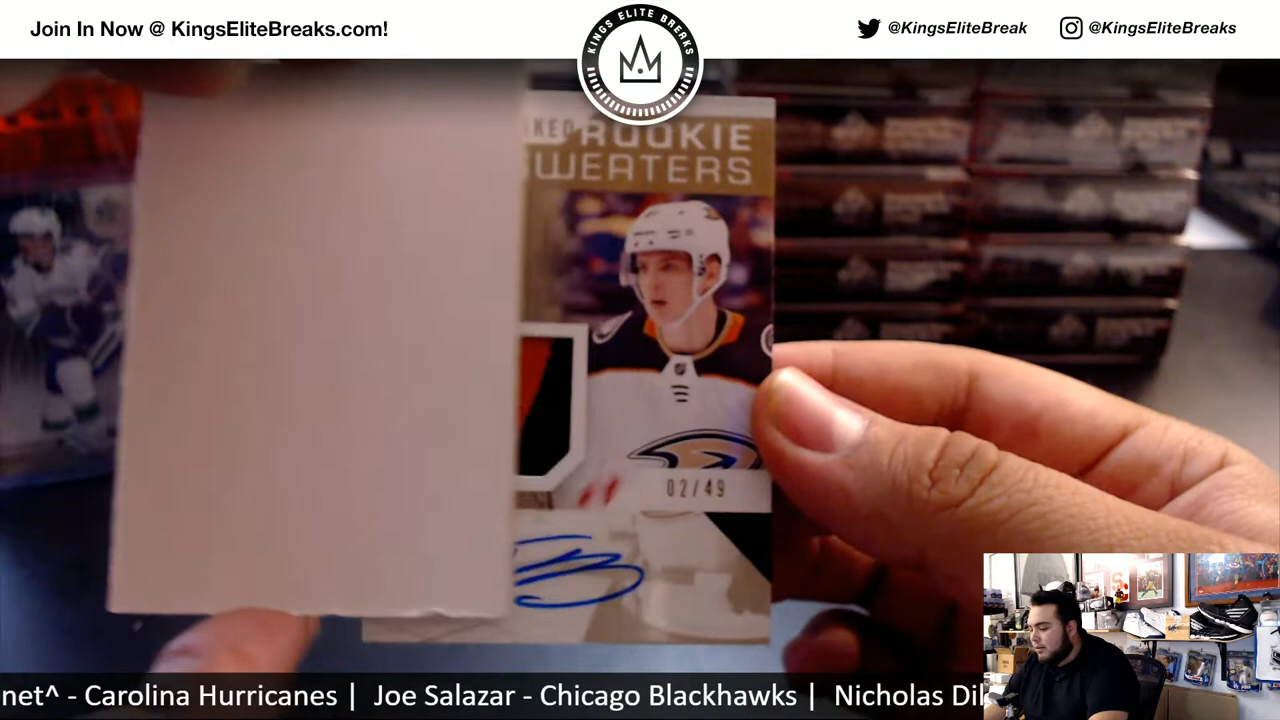 Join In Now @ KingsEliteBreaks.com!
KINGS ELITE BREAKS
@KingsEliteBreak
@KingsEliteBreaks
ROOKIE
SWEATERS
02/49
net^ - Carolina Hurricanes | Joe Salazar - Chicago Blackhawks | Nicholas Dil